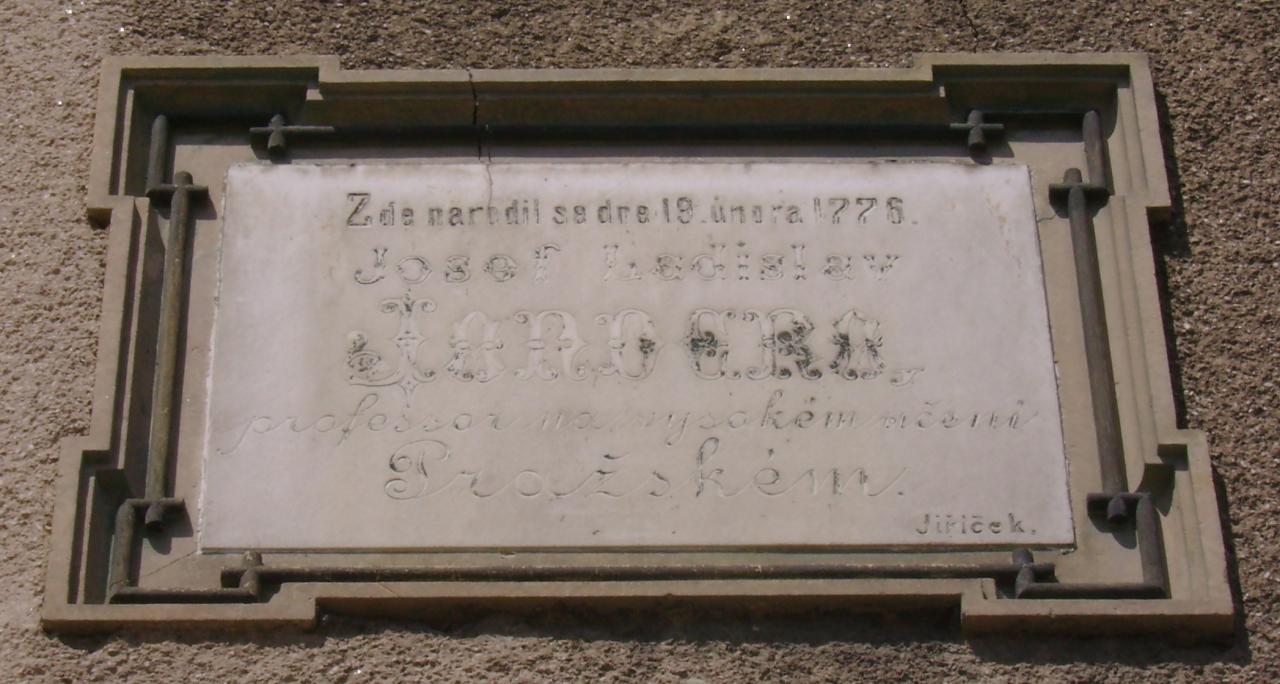 Zde narodil se dne 19. února 1776.
Josef Ladislav
Jandera,
professor na vysokém učení
Pražském.
Jiříček.